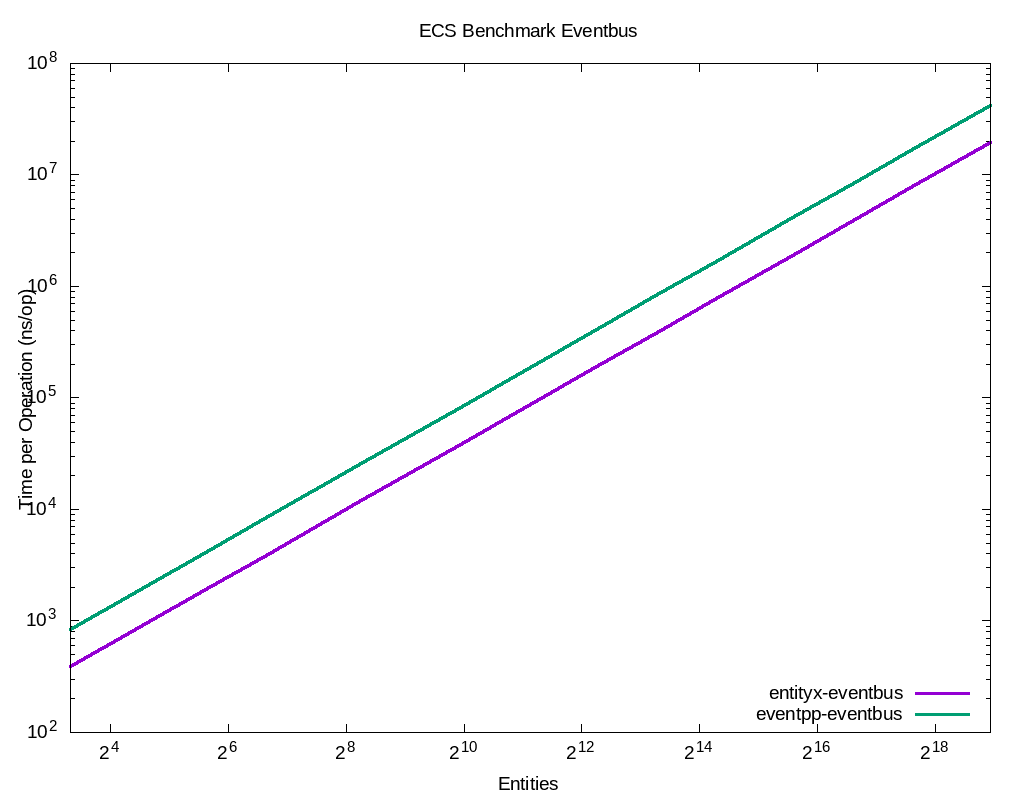 ECS Benchmark Eventbus
10^8
10^7
10^6
10^5
10^4
10^3
10^2
Time per Operation (ns/op)
2^4 2^6 2^8 2^10 2^12 2^14 2^16 2^18
Entities
entityx-eventbus
eventpp-eventbus